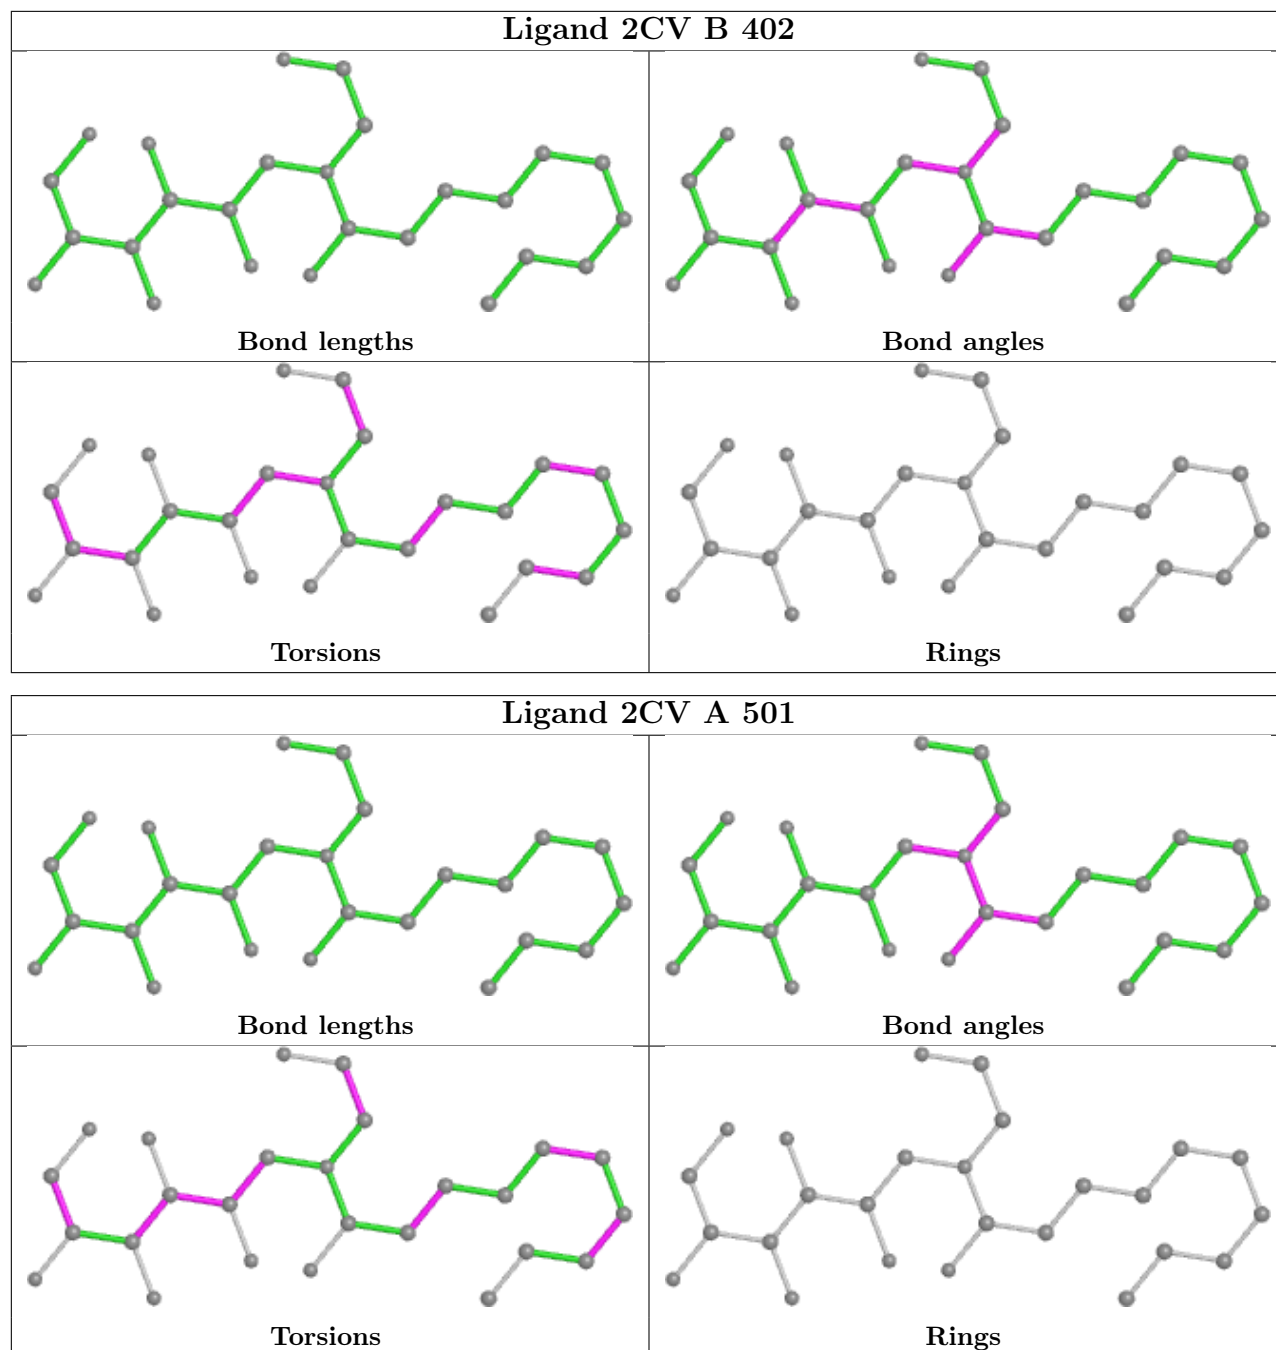 Ligand 2CV B 402
Bond lengths
Bond angles
Torsions
Rings
Ligand 2CV A 501
Bond lengths
Bond angles
Torsions
Rings